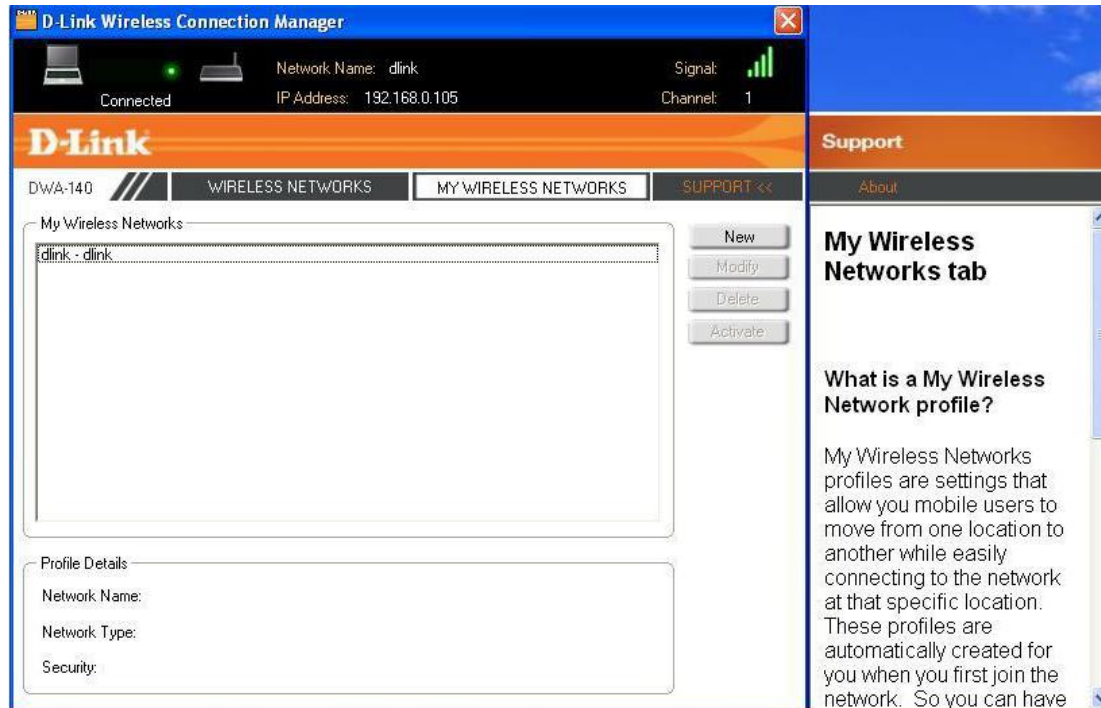 D-Link Wireless Connection Manager
Network Name: dlink
Signal:
Connected
IP Address: 192.168.0.105
Channel: 1
D-Link
DWA-140
WIRELESS NETWORKS
MY WIRELESS NETWORKS
SUPPORT <<
My Wireless Networks
dlink - dlink
New
Modify
Delete
Activate
Profile Details
Network Name:
Network Type:
Security:
Support
About
My Wireless
Networks tab
What is a My Wireless
Network profile?
My Wireless Networks
profiles are settings that
allow you mobile users to
move from one location to
another while easily
connecting to the network
at that specific location.
These profiles are
automatically created for
you when you first join the
network. So you can have